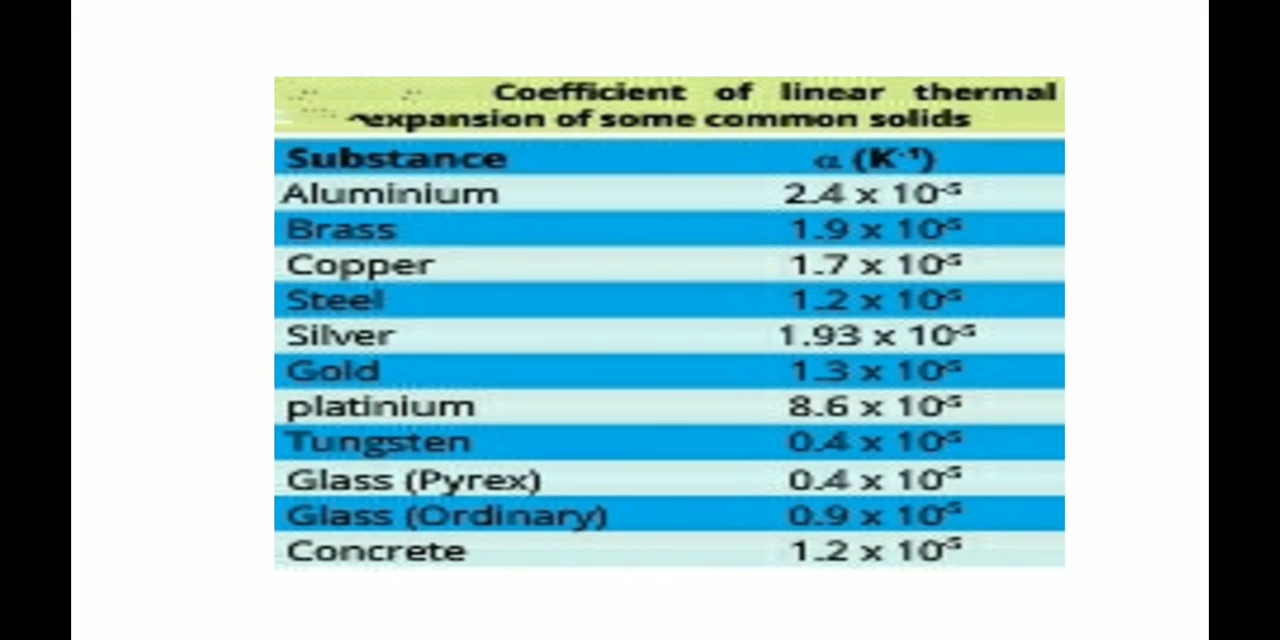 Coefficient of linear thermal
expansion of some common solids
Substance α (K-1)
Aluminium 2.4 x 10-5
Brass 1.9 x 10-5
Copper 1.7 x 10-5
Steel 1.2 x 10-5
Silver 1.93 x 10-5
Gold 1.3 x 10-5
platinium 8.6 x 10-5
Tungsten 0.4 x 10-5
Glass (Pyrex) 0.4 x 10-5
Glass (Ordinary) 0.9 x 10-5
Concrete 1.2 x 10-5